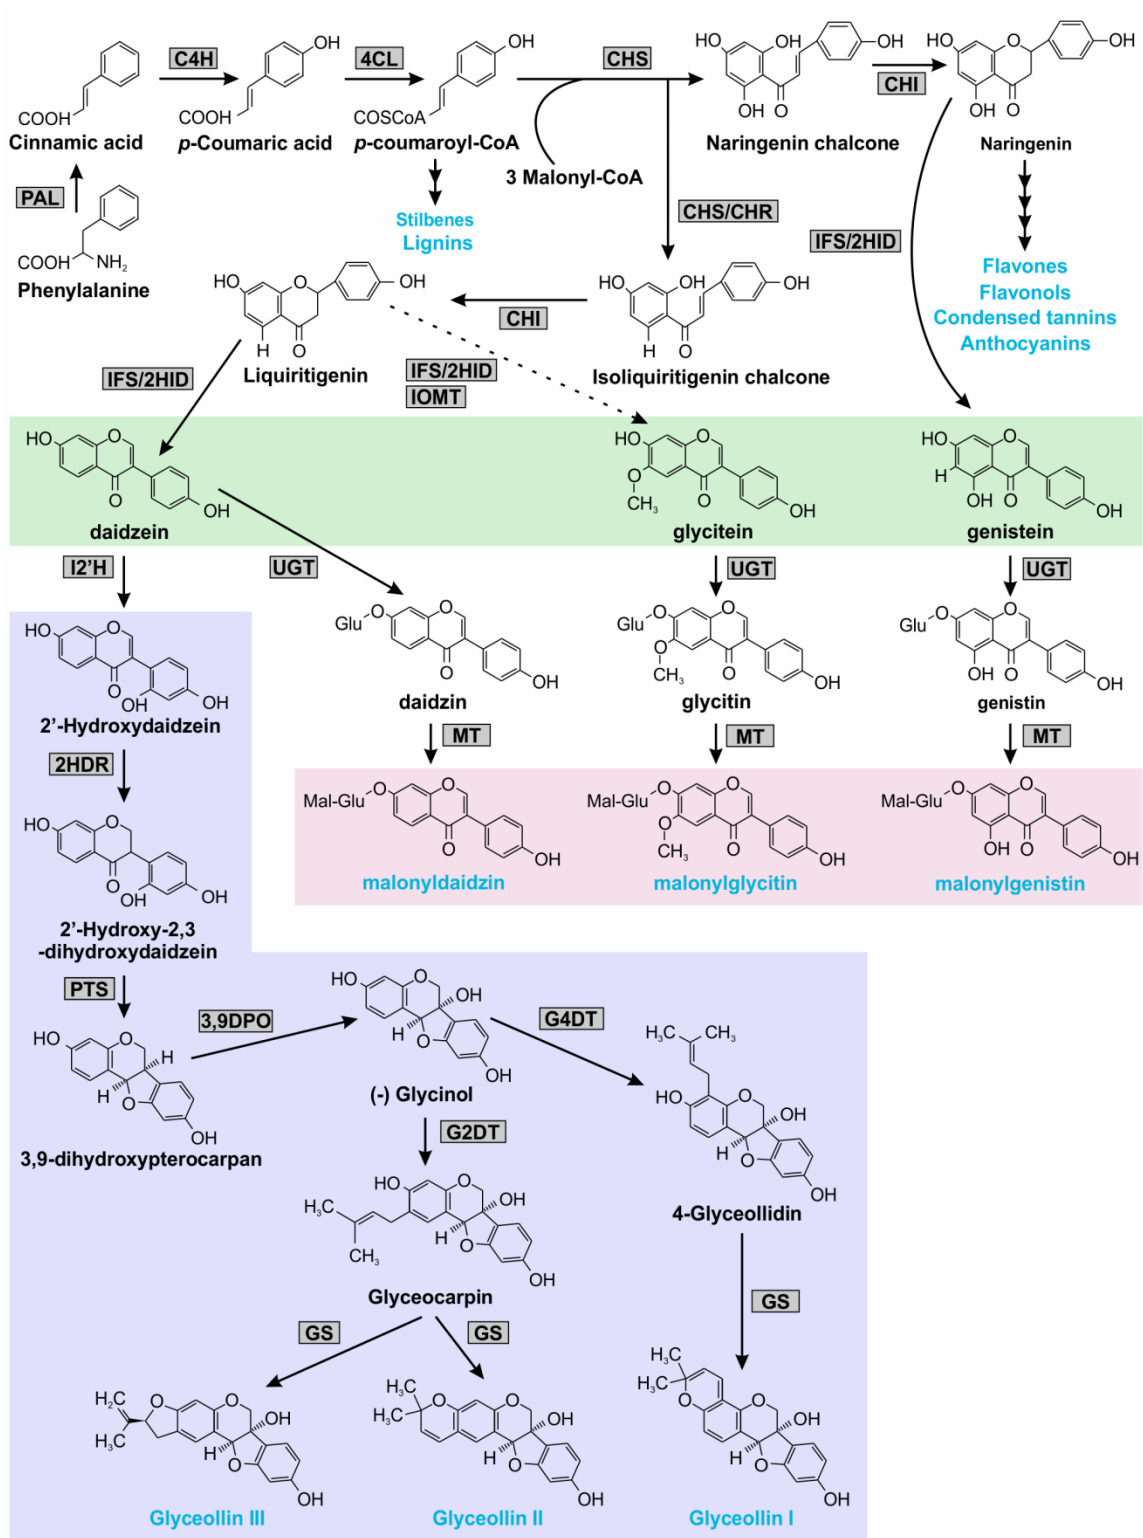 OH
C4H
OH
4CL
OH
CHS
HO
OH
OH
HO
O
OH
CHI
COOH
COOH
COSCoA
OH
O
OH
O
Cinnamic acid
p-Coumaric acid
p-coumaroyl-CoA
Naringenin chalcone
Naringenin
PAL
3 Malonyl-CoA
Stilbenes
Lignins
CHS/CHR
IFS/2HID
COOH
NH2
Phenylalanine
HO
O
OH
HO
OH
OH
Flavones
Flavonols
Condensed tannins
Anthocyanins
CHI
H
O
H
O
Liquiritigenin
Isoliquiritigenin chalcone
IFS/2HID
IFS/2HID
IOMT
HO
O
O
OH
daidzein
HO
O
O
CH3
O
OH
glycitein
HO
O
H
OH
O
OH
genistein
I2'H
UGT
UGT
UGT
HO
O
O
OH
OH
2'-Hydroxydaidzein
Glu
O
O
O
OH
daidzin
Glu
O
O
O
CH3
O
OH
glycitin
Glu
O
O
OH
O
OH
genistin
2HDR
MT
MT
MT
HO
O
O
OH
OH
2'-Hydroxy-2,3
-dihydroxydaidzein
Mal-Glu
O
O
O
OH
malonyldaidzin
Mal-Glu
O
O
O
CH3
O
OH
malonylglycitin
Mal-Glu
O
O
OH
O
OH
malonylgenistin
PTS
3,9DPO
G4DT
HO
O
H
H
O
OH
3,9-dihydroxypterocarpan
HO
O
OH
H
O
OH
(-) Glycinol
H3C
CH3
HO
O
OH
H
O
OH
4-Glyceollidin
G2DT
HO
O
OH
H3C
CH3
H
O
OH
Glyceocarpin
GS
GS
GS
H2C
O
O
OH
CH3
H
O
OH
Glyceollin III
CH3
H3C
O
O
OH
H
O
OH
Glyceollin II
H3C
H3C
O
O
OH
H
O
OH
Glyceollin I